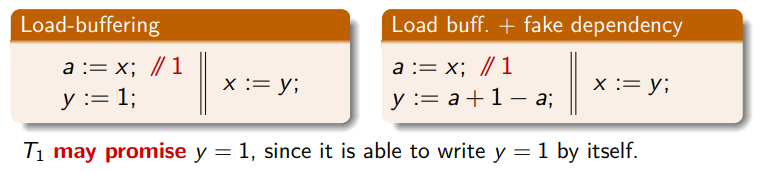 Load-buffering
a := x; // 1
y := 1;
x := y;
Load buff. + fake dependency
a := x; // 1
y := a + 1 − a;
x := y;
T₁ may promise y = 1, since it is able to write y = 1 by itself.